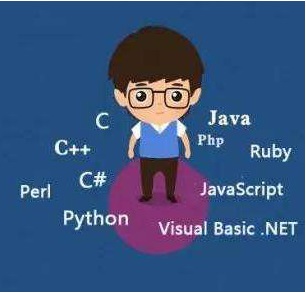 C
Java
C++
Php
Ruby
C#
Perl
JavaScript
Python
Visual Basic .NET